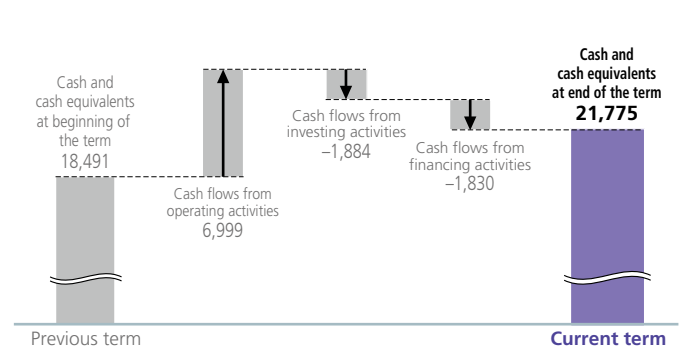 Cash and
cash equivalents
at beginning of
the term
18,491
Cash flows from
operating activities
6,999
Cash flows from
investing activities
–1,884
Cash flows from
financing activities
–1,830
Cash and
cash equivalents
at end of the term
21,775
Previous term
Current term